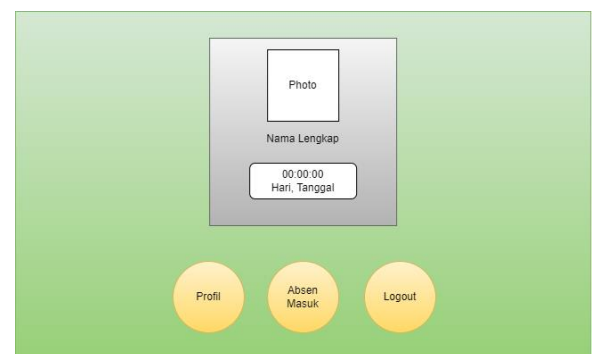 Photo
Nama Lengkap
00:00:00
Hari, Tanggal
Profil
Absen
Masuk
Logout